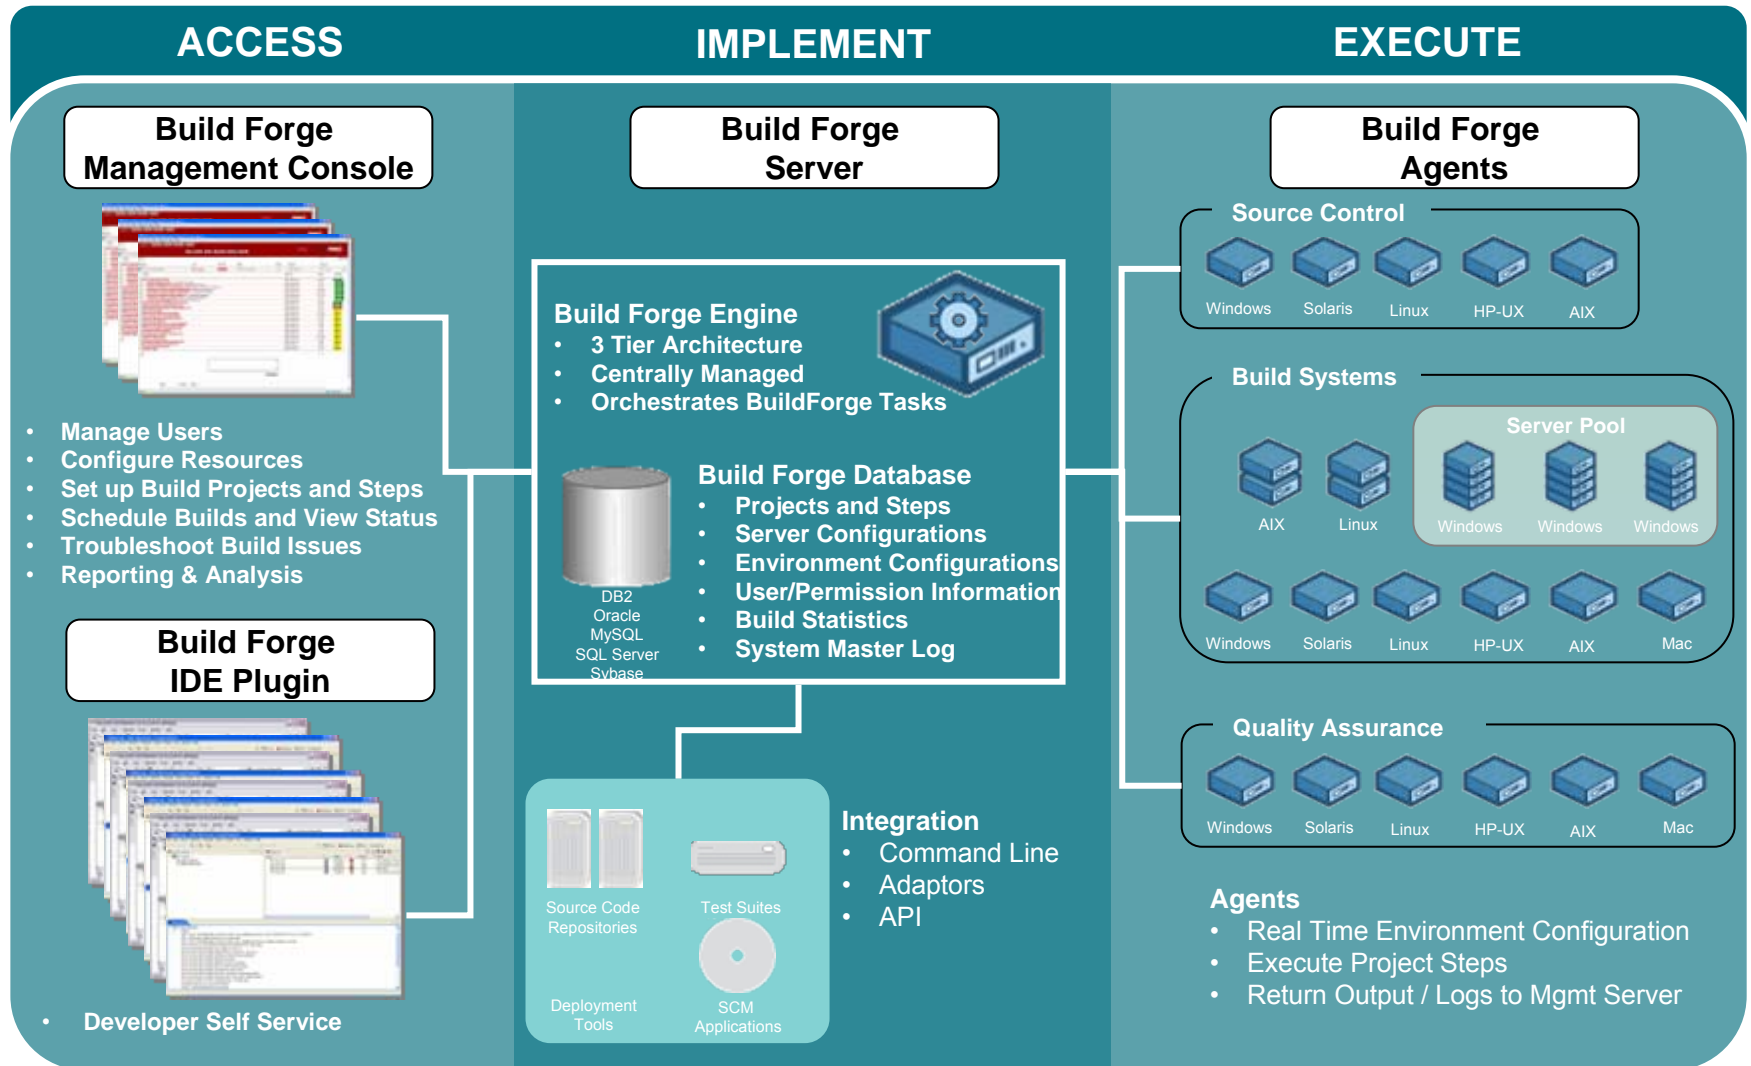 ACCESS
IMPLEMENT
EXECUTE
Build Forge
Management Console
• Manage Users
• Configure Resources
• Set up Build Projects and Steps
• Schedule Builds and View Status
• Troubleshoot Build Issues
• Reporting & Analysis
Build Forge
IDE Plugin
• Developer Self Service
Build Forge
Server
Build Forge Engine
• 3 Tier Architecture
• Centrally Managed
• Orchestrates BuildForge Tasks
DB2
Oracle
MySQL
SQL Server
Sybase
Build Forge Database
• Projects and Steps
• Server Configurations
• Environment Configurations
• User/Permission Information
• Build Statistics
• System Master Log
Source Code
Repositories
Test Suites
Deployment
Tools
SCM
Applications
Integration
• Command Line
• Adaptors
• API
Build Forge
Agents
Source Control
Windows Solaris Linux HP-UX AIX
Build Systems
Server Pool
AIX Linux Windows Windows Windows
Windows Solaris Linux HP-UX AIX Mac
Quality Assurance
Windows Solaris Linux HP-UX AIX Mac
Agents
• Real Time Environment Configuration
• Execute Project Steps
• Return Output / Logs to Mgmt Server